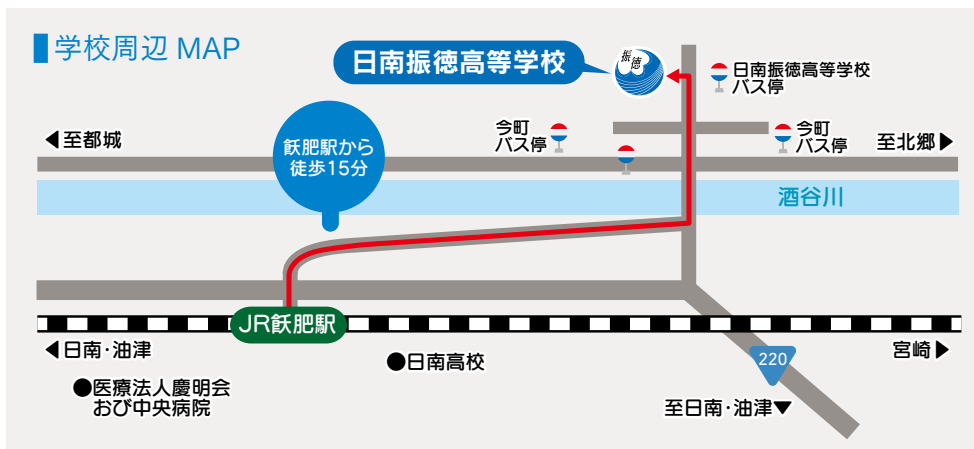 学校周辺 MAP
日南振徳高等学校
振徳
日南振徳高等学校
バス停
今町
バス停
今町
バス停
至都城
至北郷
飫肥駅から
徒歩15分
酒谷川
JR飫肥駅
日南･油津
宮崎
日南高校
220
医療法人慶明会
おび中央病院
至日南･油津